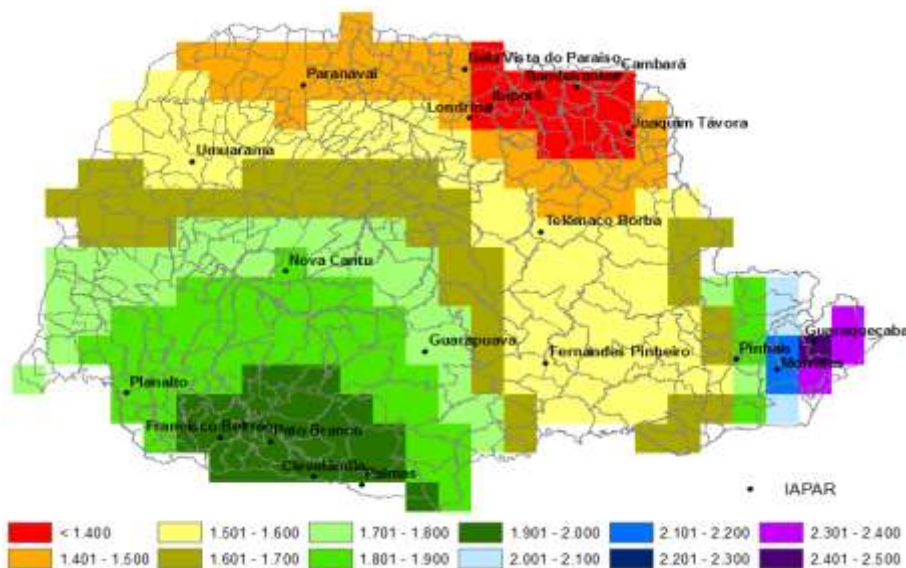 Bela Vista do Paraíso
Cambará
Bandeirantes
Paranavaí
Ibiporã
Londrina
Joaquim Távora
Umuarama
Telêmaco Borba
Nova Cantu
Guaraqueçaba
Guarapuava
Fernandes Pinheiro
Pinhais
Morretes
Planalto
Francisco Beltrão
Pato Branco
Clevelândia
Palmas
IAPAR
< 1.400
1.501 - 1.600
1.701 - 1.800
1.901 - 2.000
2.101 - 2.200
2.301 - 2.400
1.401 - 1.500
1.601 - 1.700
1.801 - 1.900
2.001 - 2.100
2.201 - 2.300
2.401 - 2.500